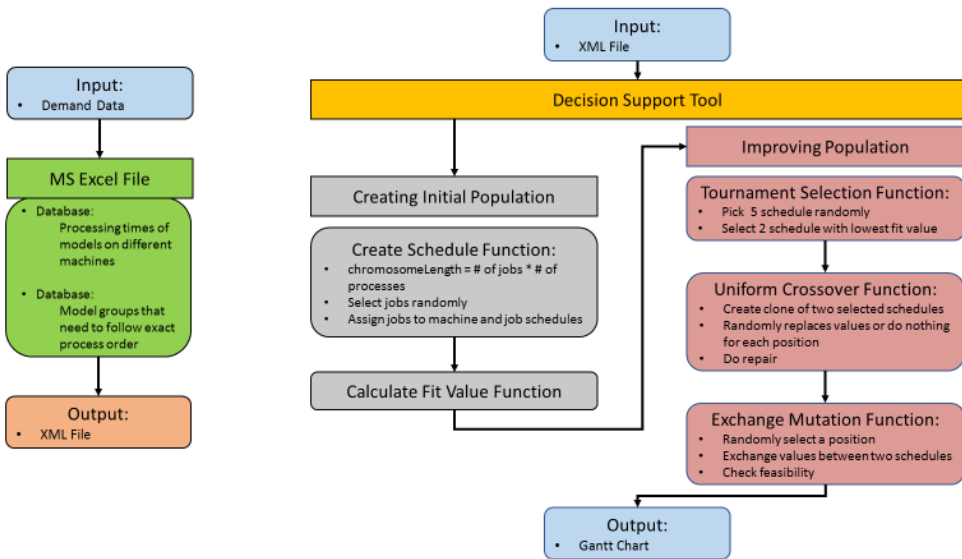 Input:
• Demand Data
MS Excel File
• Database:
Processing times of
models on different
machines
• Database:
Model groups that
need to follow exact
process order
Output:
• XML File
Input:
• XML File
Decision Support Tool
Creating Initial Population
Create Schedule Function:
• chromosomeLength = # of jobs * # of
processes
• Select jobs randomly
• Assign jobs to machine and job schedules
Calculate Fit Value Function
Improving Population
Tournament Selection Function:
• Pick 5 schedule randomly
• Select 2 schedule with lowest fit value
Uniform Crossover Function:
• Create clone of two selected schedules
• Randomly replaces values or do nothing
for each position
• Do repair
Exchange Mutation Function:
• Randomly select a position
• Exchange values between two schedules
• Check feasibility
Output:
• Gantt Chart